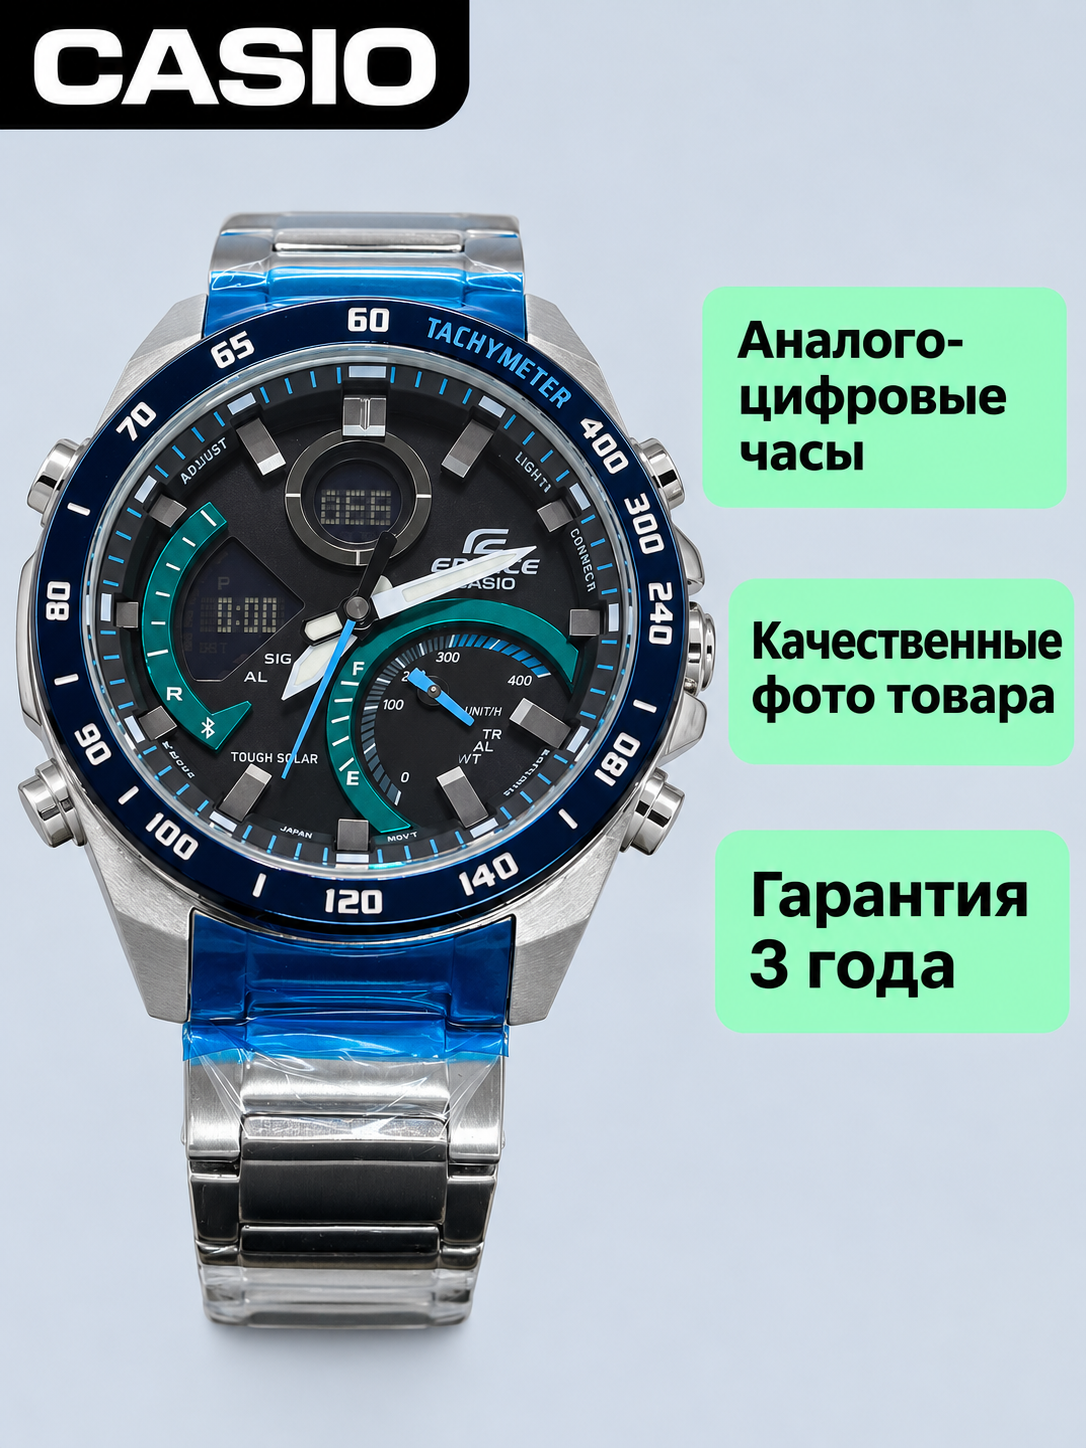 CASIO
Аналого-
цифровые
часы
Качественные
фото товара
Гарантия
3 года
60
TACHYMETER
400
300
240
180
140
120
100
90
80
70
65
ADJUST
EDIFICE
CASIO
P
SIG
AL
R
TOUGH SOLAR
F
E
300
400
100
0
UNIT/H
TR
AL
JAPAN
MOV'T